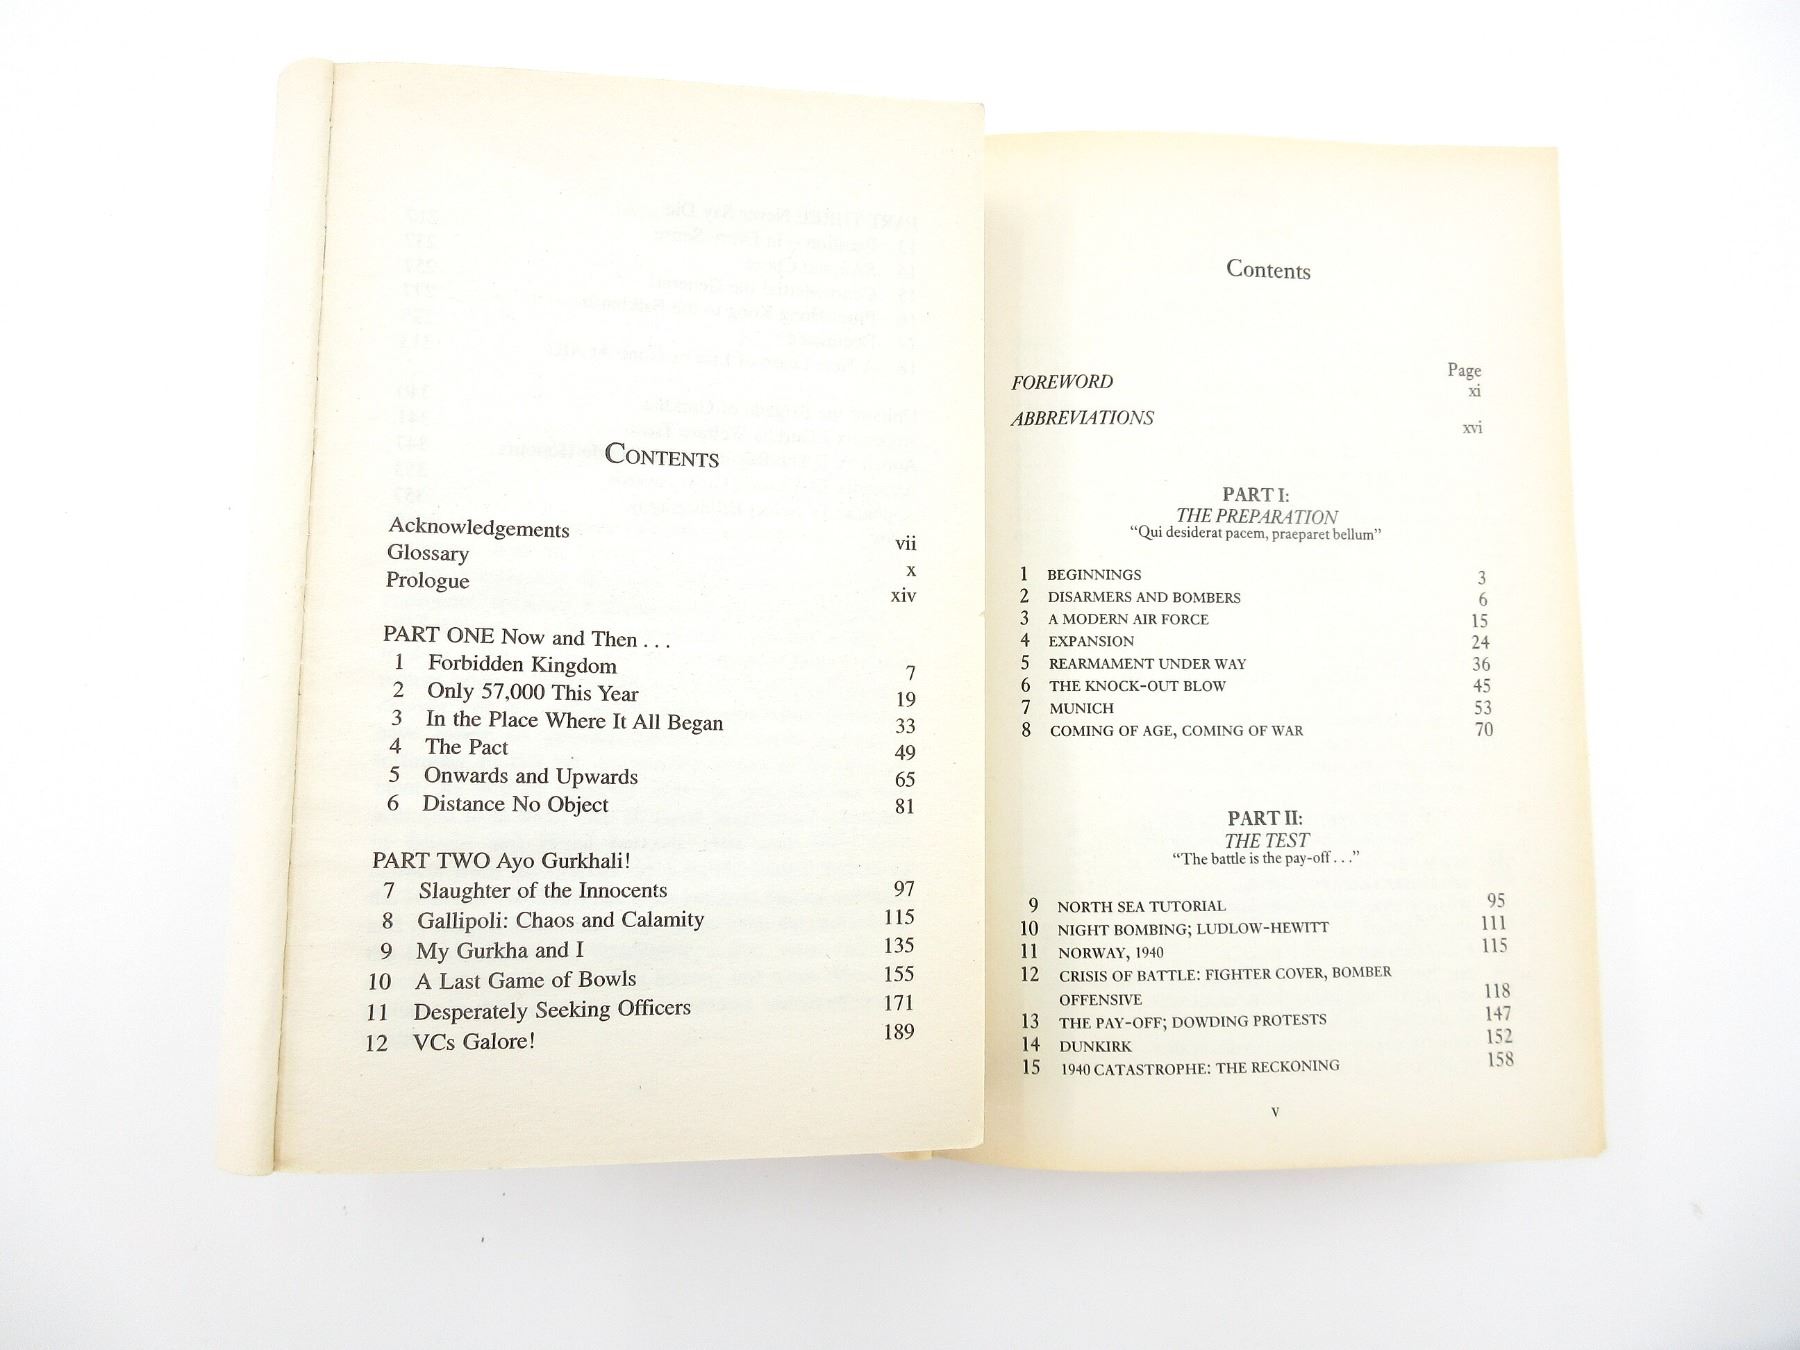 CONTENTS
Acknowledgements vii
Glossary x
Prologue xiv
PART ONE Now and Then . . .
1 Forbidden Kingdom 7
2 Only 57,000 This Year 19
3 In the Place Where It All Began 33
4 The Pact 49
5 Onwards and Upwards 65
6 Distance No Object 81
PART TWO Ayo Gurkhali!
7 Slaughter of the Innocents 97
8 Gallipoli: Chaos and Calamity 115
9 My Gurkha and I 135
10 A Last Game of Bowls 155
11 Desperately Seeking Officers 171
12 VCs Galore! 189
Contents
Page
FOREWORD xi
ABBREVIATIONS xvi
PART I:
THE PREPARATION
"Qui desiderat pacem, praeparet bellum"
1 BEGINNINGS 3
2 DISARMERS AND BOMBERS 6
3 A MODERN AIR FORCE 15
4 EXPANSION 24
5 REARMAMENT UNDER WAY 36
6 THE KNOCK-OUT BLOW 45
7 MUNICH 53
8 COMING OF AGE, COMING OF WAR 70
PART II:
THE TEST
"The battle is the pay-off . . ."
9 NORTH SEA TUTORIAL 95
10 NIGHT BOMBING; LUDLOW-HEWITT 111
11 NORWAY, 1940 115
12 CRISIS OF BATTLE: FIGHTER COVER, BOMBER
OFFENSIVE 118
13 THE PAY-OFF; DOWDING PROTESTS 147
14 DUNKIRK 152
15 1940 CATASTROPHE: THE RECKONING 158
v